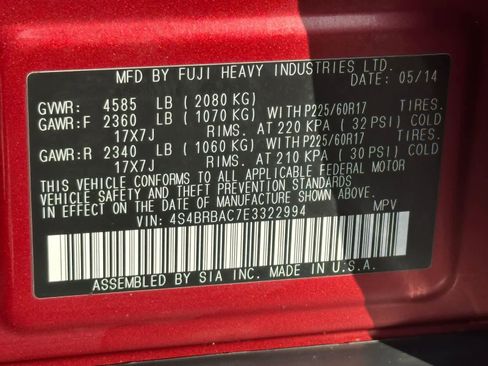 MFD BY FUJI HEAVY INDUSTRIES LTD.
DATE: 05/14
GVWR: 4585 LB (2080 KG)
GAWR:F 2360 LB (1070 KG) WITH P225/60R17 TIRES.
17X7J RIMS. AT 220 KPA (32 PSI) COLD
GAWR:R 2340 LB (1060 KG) WITH P225/60R17 TIRES.
17X7J RIMS. AT 210 KPA (30 PSI) COLD
THIS VEHICLE CONFORMS TO ALL APPLICABLE FEDERAL MOTOR
VEHICLE SAFETY AND THEFT PREVENTION STANDARDS
IN EFFECT ON THE DATE OF MANUFACTURE SHOWN ABOVE.
VIN: 4S4BRBAC7E3322994 MPV
ASSEMBLED BY SIA INC. MADE IN U.S.A.